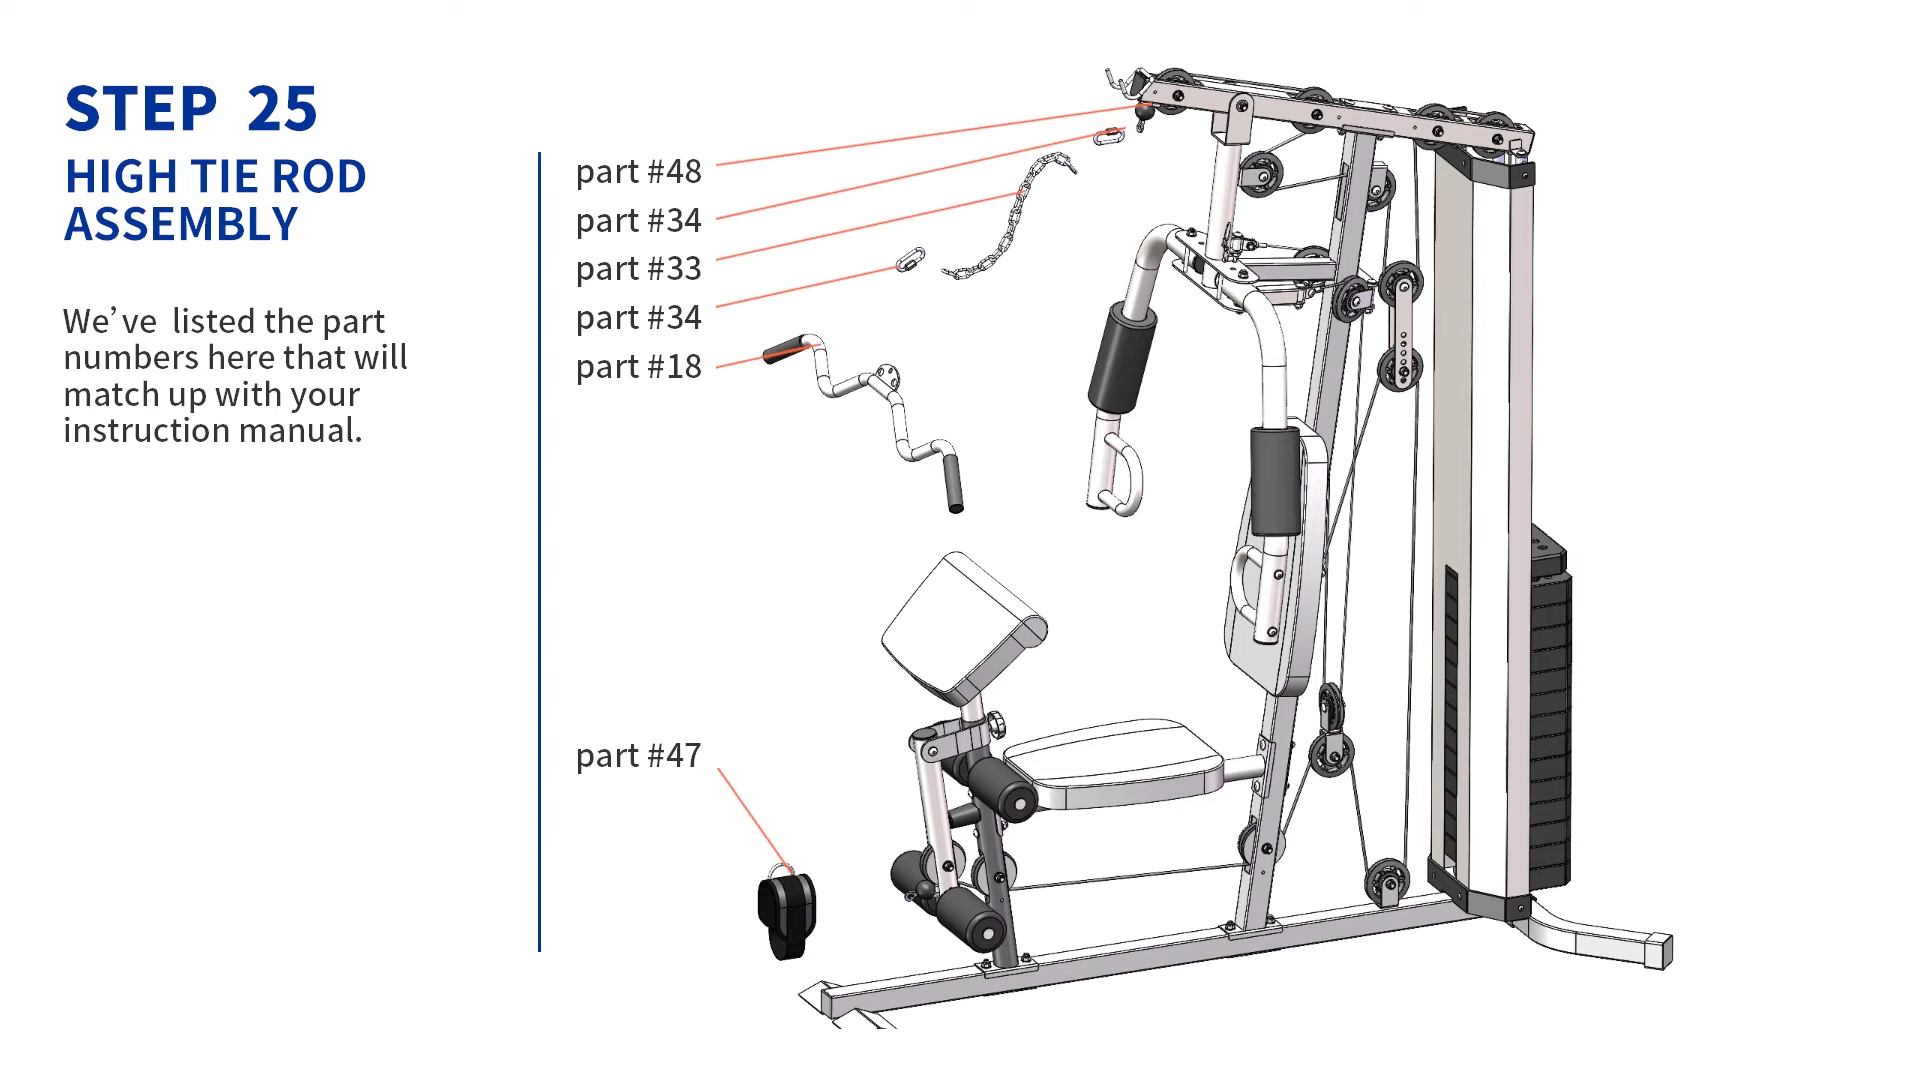 STEP 25
HIGH TIE ROD
ASSEMBLY
We’ve listed the part
numbers here that will
match up with your
instruction manual.
part #48
part #34
part #33
part #34
part #18
part #47